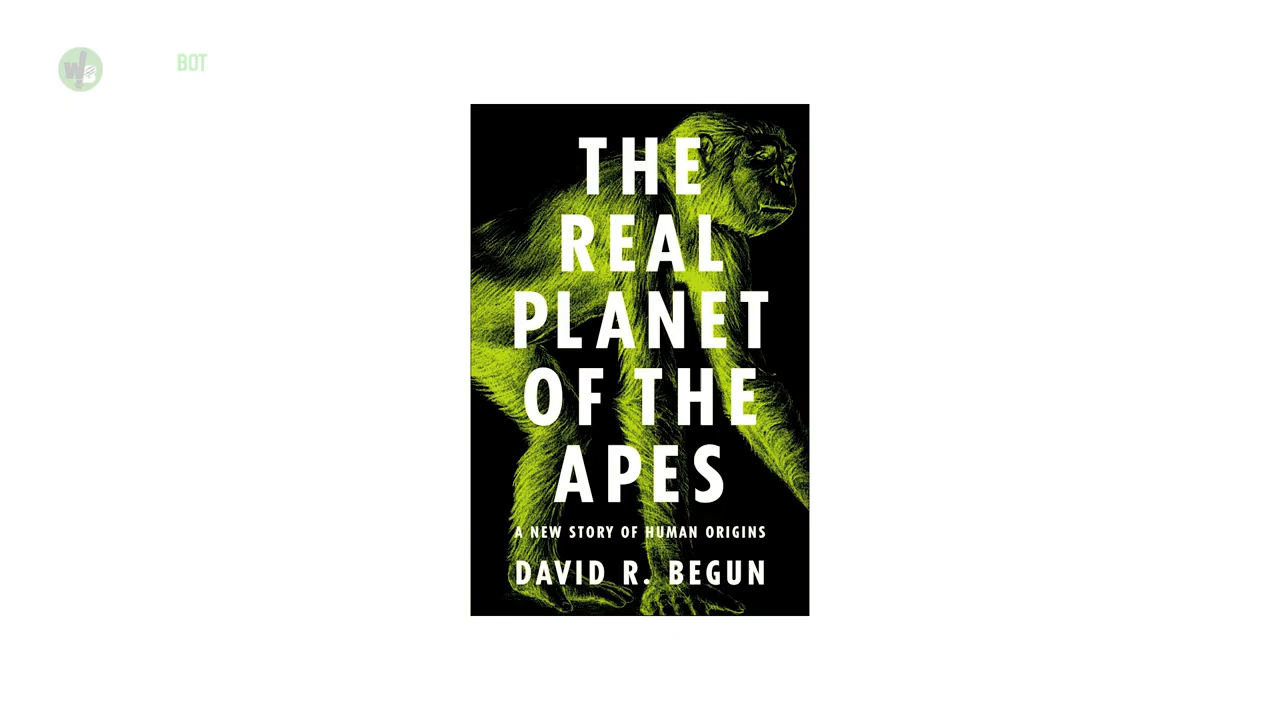 BOT
THE
REAL
PLANET
OF THE
APES
A NEW STORY OF HUMAN ORIGINS
DAVID R. BEGUN